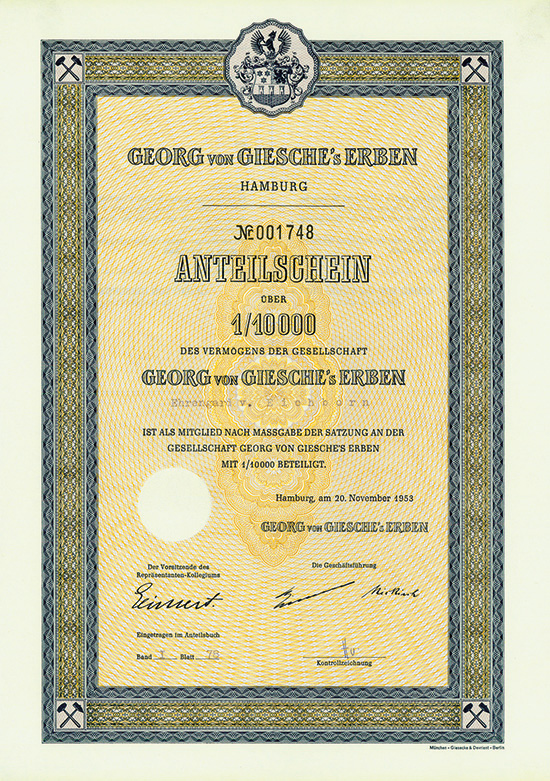 GEORG VON GIESCHE's ERBEN
HAMBURG
№ 001748
ANTEILSCHEIN
ÜBER
1/10000
DES VERMÖGENS DER GESELLSCHAFT
GEORG VON GIESCHE's ERBEN
Ehrengard v. Eichborn
IST ALS MITGLIED NACH MASSGABE DER SATZUNG AN DER
GESELLSCHAFT GEORG VON GIESCHE'S ERBEN
MIT 1/10000 BETEILIGT.
Hamburg, am 20. November 1953
GEORG VON GIESCHE's ERBEN
Der Vorsitzende des
Repräsentanten-Kollegiums
Die Geschäftsführung
Eingetragen im Anteilsbuch
Band I Blatt 78
Kontrollzeichnung
München • Giesecke & Devrient • Berlin